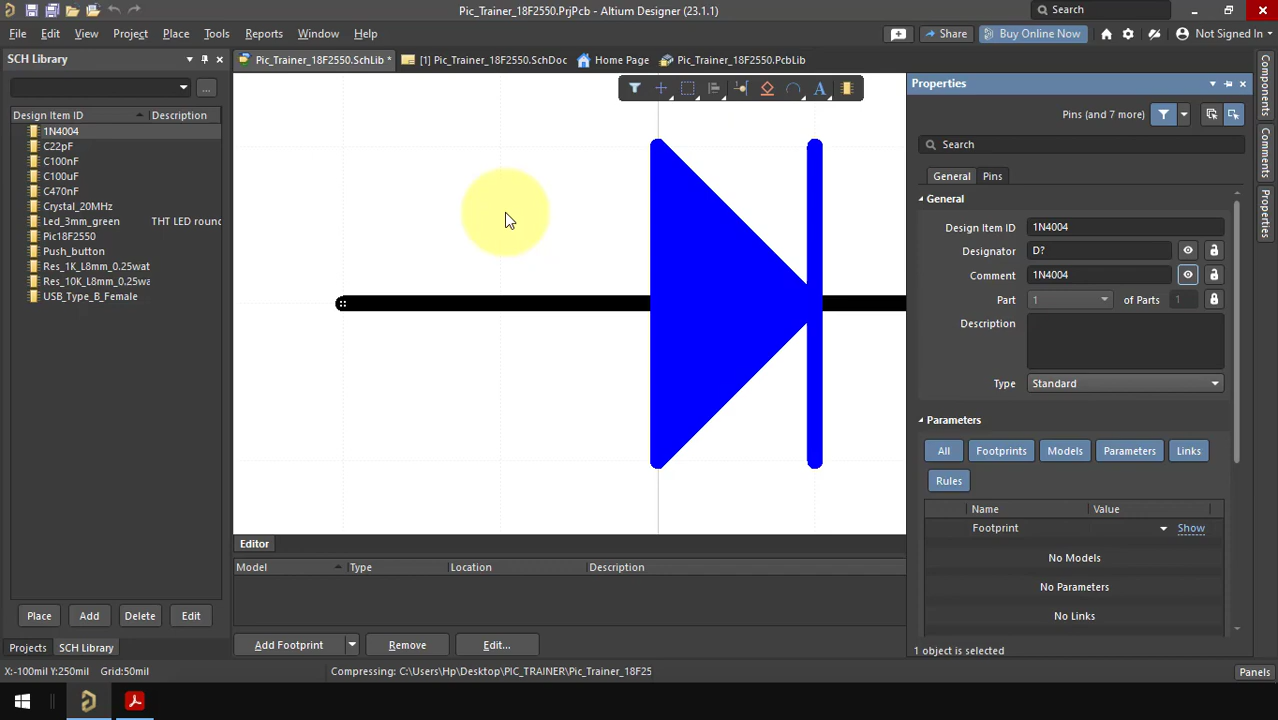 Pic_Trainer_18F2550.PrjPcb - Altium Designer (23.1.1)
Search
File Edit View Project Place Tools Reports Window Help
Share
Buy Online Now
Not Signed In
SCH Library
Pic_Trainer_18F2550.SchLib *
[1] Pic_Trainer_18F2550.SchDoc
Home Page
Pic_Trainer_18F2550.PcbLib
...
Design Item ID Description
1N4004
C22pF
C100nF
C100uF
C470nF
Crystal_20MHz
Led_3mm_green THT LED round
Pic18F2550
Push_button
Res_1K_L8mm_0.25wat
Res_10K_L8mm_0.25wa
USB_Type_B_Female
Place Add Delete Edit
Projects SCH Library
A
Properties
Pins (and 7 more)
Search
General Pins
General
Design Item ID 1N4004
Designator D?
Comment 1N4004
Part 1 of Parts 1
Description
Type Standard
Parameters
All Footprints Models Parameters Links
Rules
Name Value
Footprint Show
No Models
No Parameters
No Links
1 object is selected
Components
Comments
Properties
Editor
Model Type Location Description
Add Footprint Remove Edit...
X:-100mil Y:250mil Grid:50mil
Compressing: C:\Users\Hp\Desktop\PIC_TRAINER\Pic_Trainer_18F25
Panels